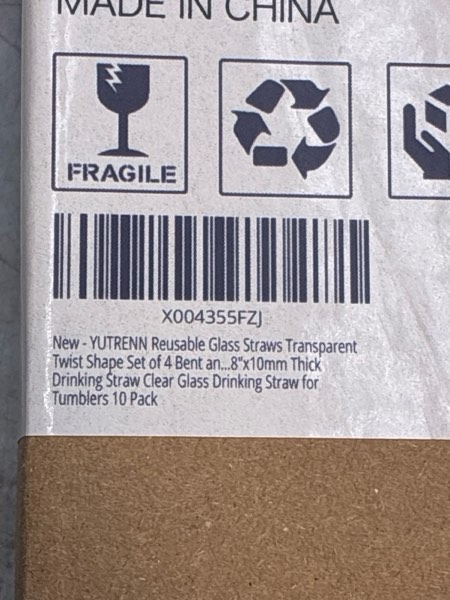 MADE IN CHINA
FRAGILE
X004355FZJ
New - YUTRENN Reusable Glass Straws Transparent
Twist Shape Set of 4 Bent an...8"x10mm Thick
Drinking Straw Clear Glass Drinking Straw for
Tumblers 10 Pack